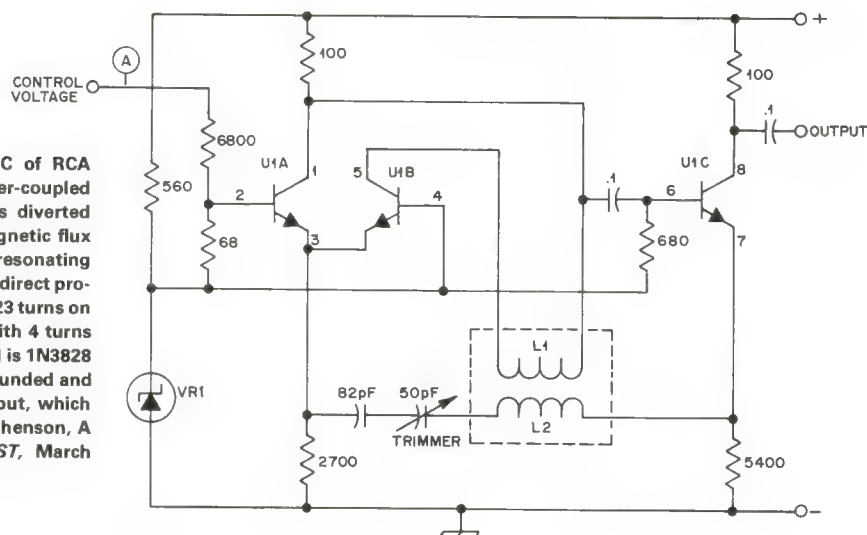 C of RCA
er-coupled
s diverted
gnetic flux
resonating
direct pro-
23 turns on
ith 4 turns
is 1N3828
unded and
out, which
henson, A
ST, March
+
100
100
A
CONTROL
VOLTAGE
.1
OUTPUT
6800
U1A
U1B
U1C
1
5
8
560
2
4
.1
6
68
3
680
7
L1
VR1
82pF
50pF
TRIMMER
L2
2700
5400
-